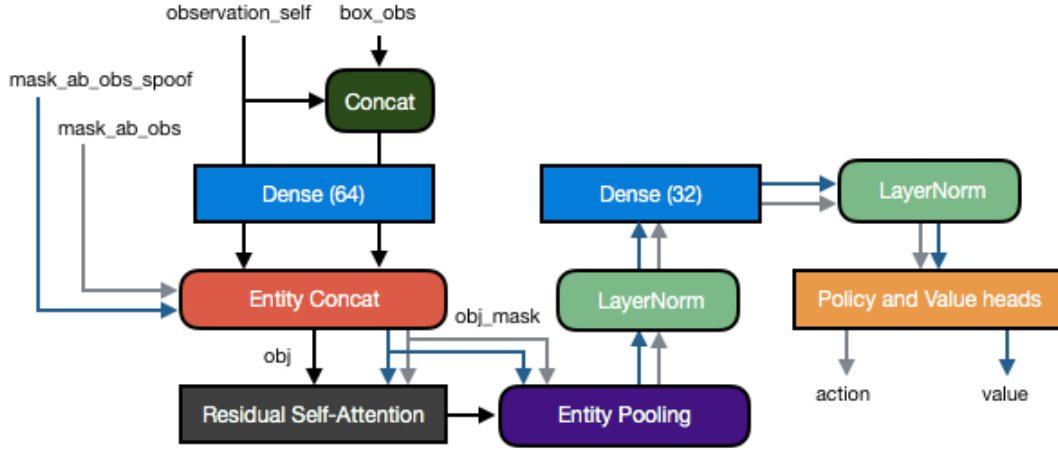 observation_self
box_obs
mask_ab_obs_spoof
Concat
mask_ab_obs
Dense (64)
Dense (32)
LayerNorm
Entity Concat
LayerNorm
Policy and Value heads
obj_mask
obj
action
value
Residual Self-Attention
Entity Pooling